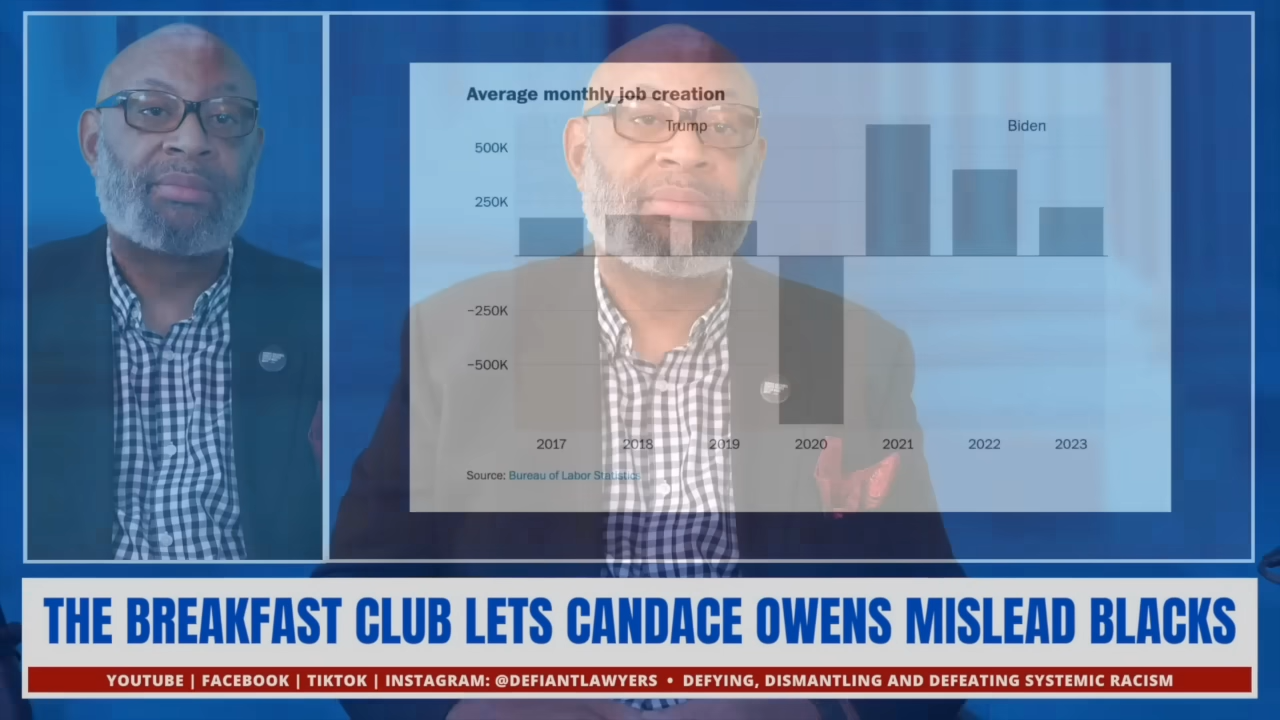 Average monthly job creation
Trump
Biden
500K
250K
−250K
−500K
2017 2018 2019 2020 2021 2022 2023
Source: Bureau of Labor Statistics
THE BREAKFAST CLUB LETS CANDACE OWENS MISLEAD BLACKS
YOUTUBE | FACEBOOK | TIKTOK | INSTAGRAM: @DEFIANTLAWYERS • DEFYING, DISMANTLING AND DEFEATING SYSTEMIC RACISM